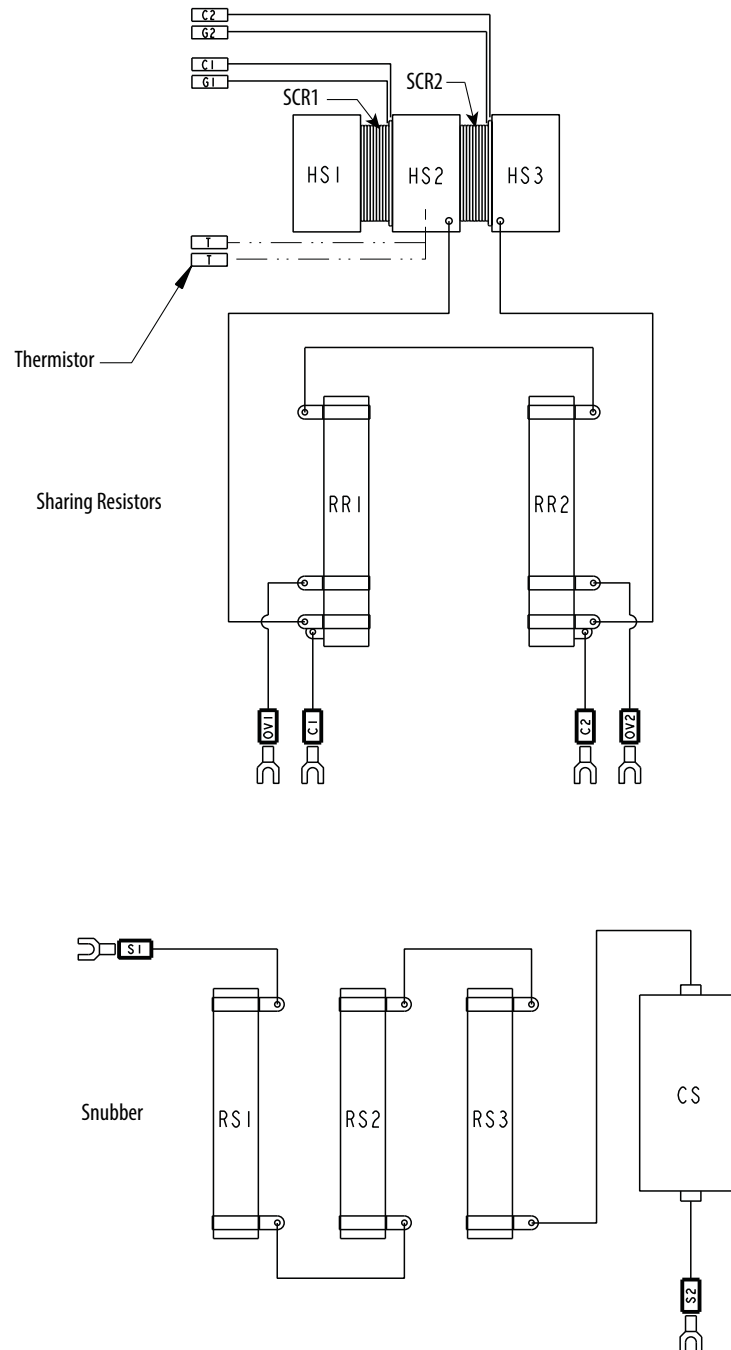 C2
G2
C1
G1
SCR1
SCR2
HS1
HS2
HS3
T
T
Thermistor
Sharing Resistors
RR1
RR2
OV1
C1
C2
OV2
S1
Snubber
RS1
RS2
RS3
CS
S2